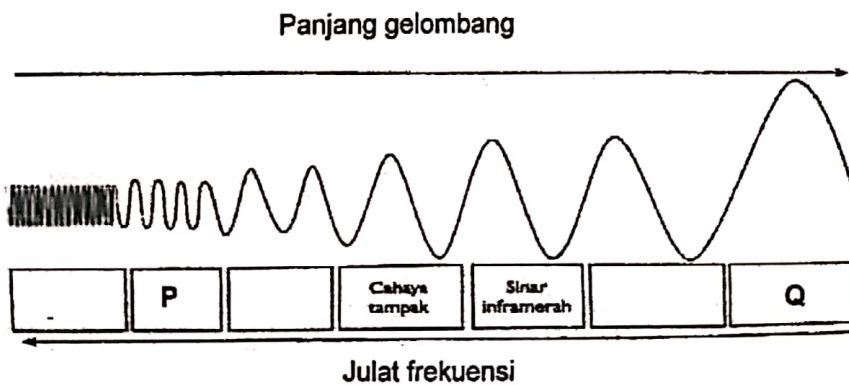 Panjang gelombang
P
Cahaya
tampak
Sinar
inframerah
Q
Julat frekuensi